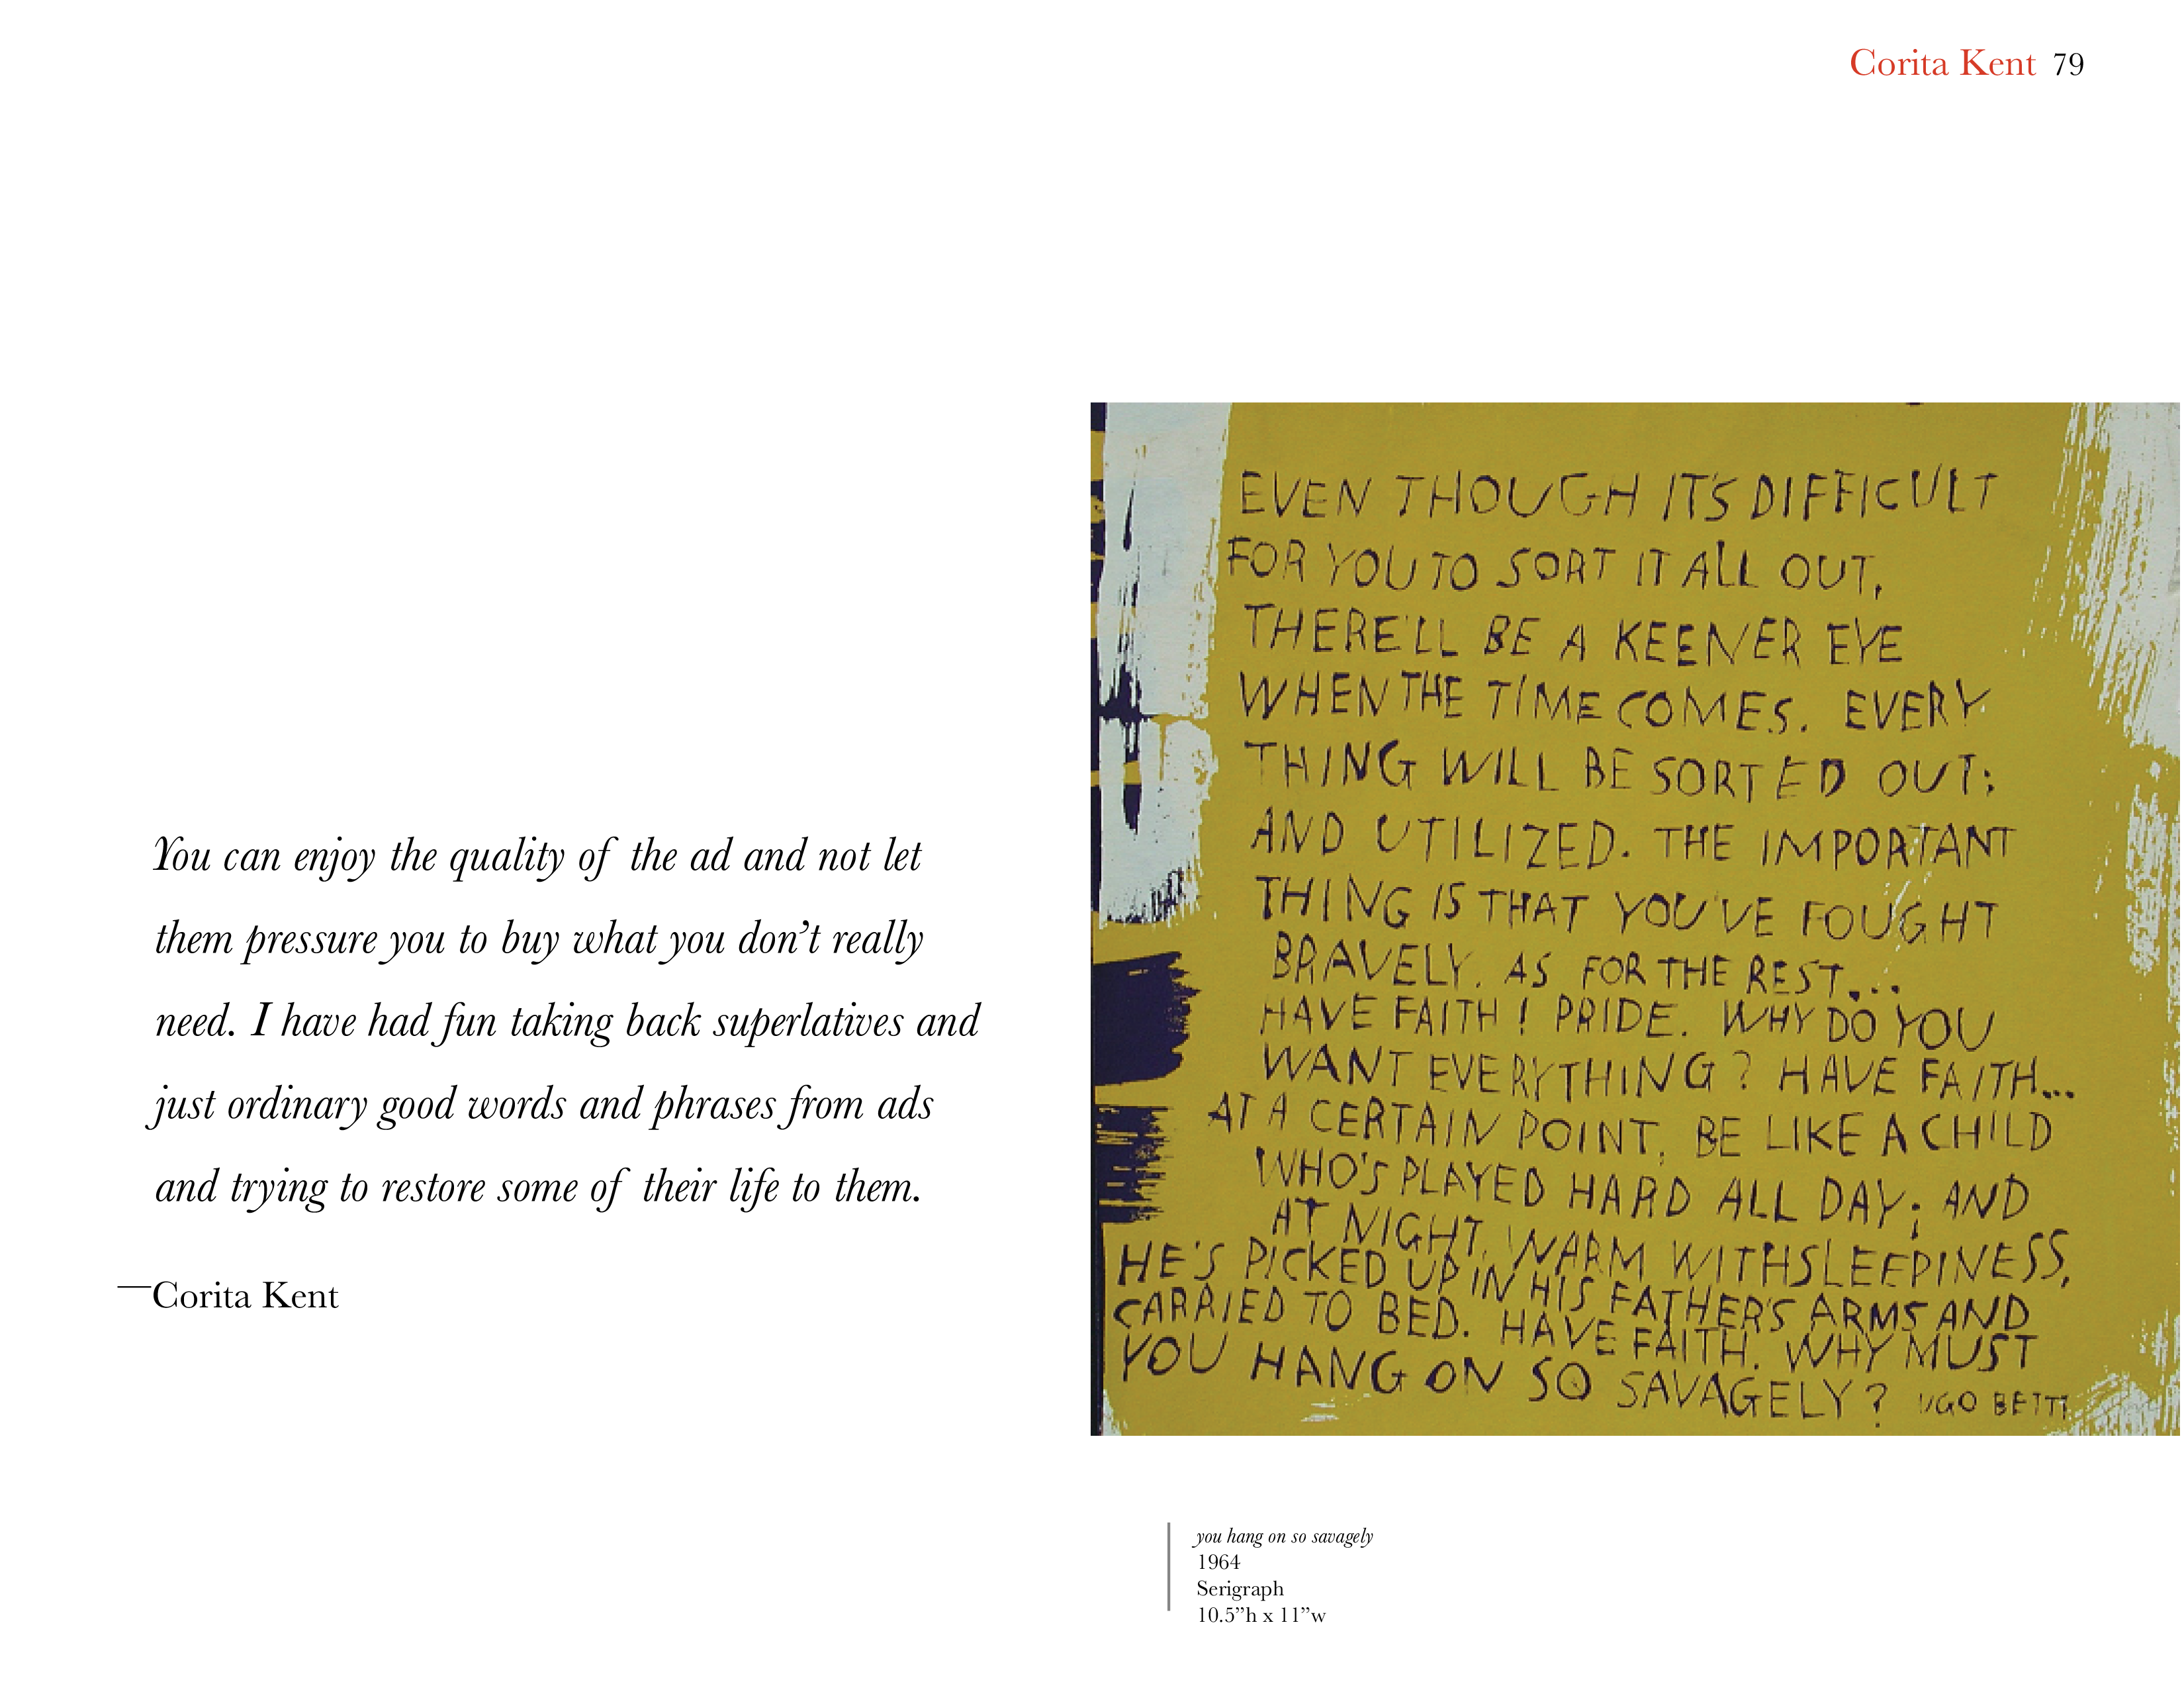 Corita Kent 79
You can enjoy the quality of the ad and not let
them pressure you to buy what you don’t really
need. I have had fun taking back superlatives and
just ordinary good words and phrases from ads
and trying to restore some of their life to them.
—Corita Kent
EVEN THOUGH IT'S DIFFICULT
FOR YOU TO SORT IT ALL OUT,
THERE'LL BE A KEENER EYE
WHEN THE TIME COMES. EVERY
THING WILL BE SORTED OUT;
AND UTILIZED. THE IMPORTANT
THING IS THAT YOU'VE FOUGHT
BRAVELY. AS FOR THE REST...
HAVE FAITH! PRIDE. WHY DO YOU
WANT EVERYTHING? HAVE FAITH...
AT A CERTAIN POINT, BE LIKE A CHILD
WHO'S PLAYED HARD ALL DAY; AND
AT NIGHT, WARM WITH SLEEPINESS,
HE'S PICKED UP IN HIS FATHER'S ARMS AND
CARRIED TO BED. HAVE FAITH. WHY MUST
YOU HANG ON SO SAVAGELY? UGO BETTI
you hang on so savagely
1964
Serigraph
10.5”h x 11”w